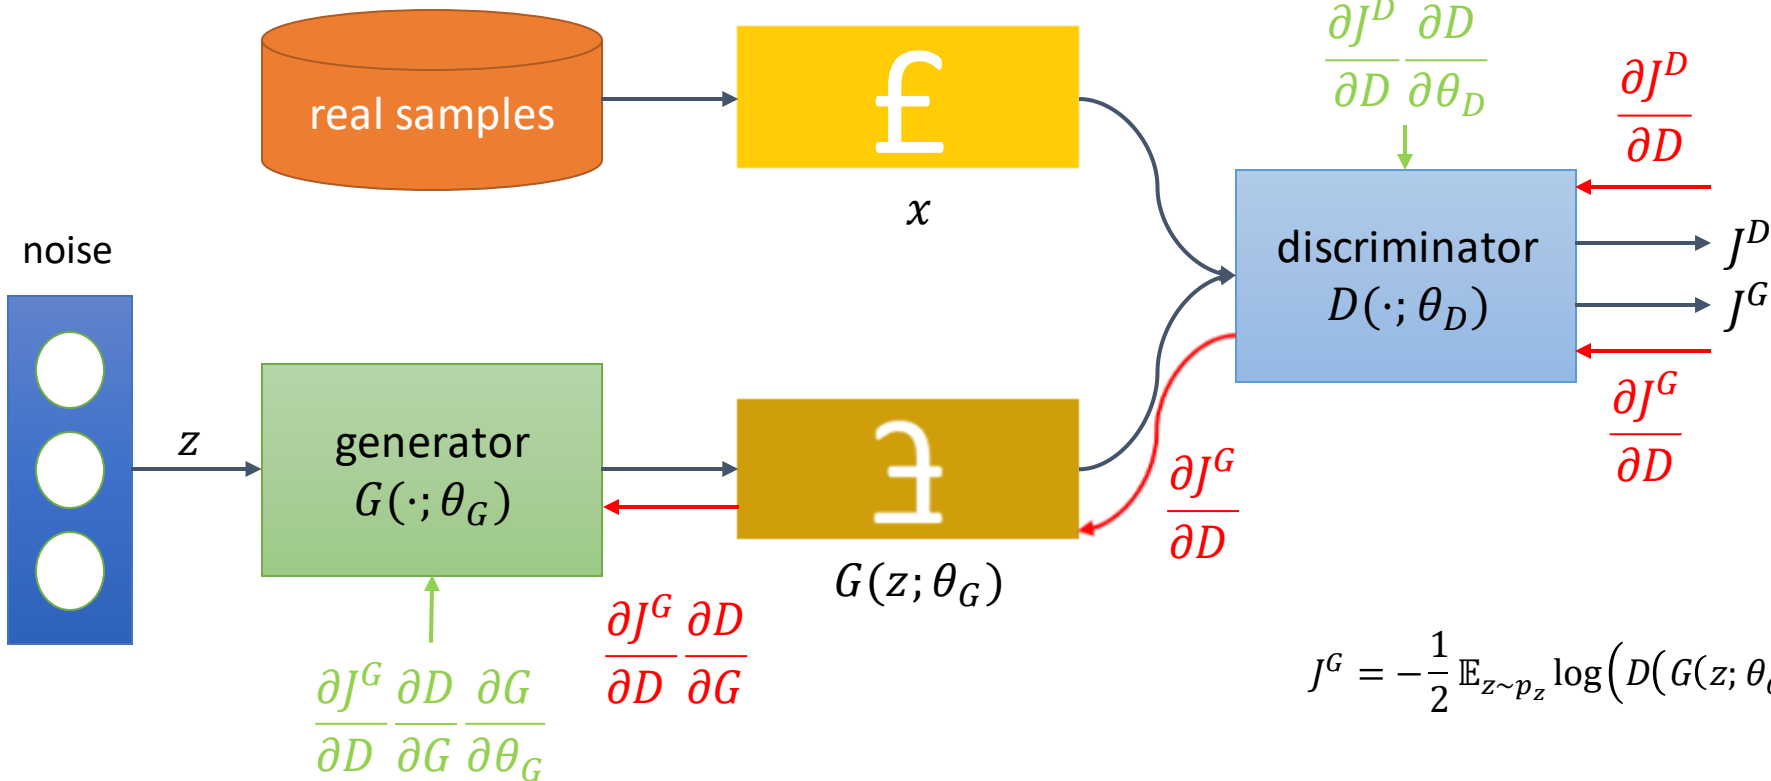 real samples
£
x
∂J^D/∂D ∂D/∂θ_D
∂J^D/∂D
noise
discriminator
D(·; θ_D)
J^D
J^G
z
generator
G(·; θ_G)
£
G(z; θ_G)
∂J^G/∂D
∂J^G/∂D
∂J^G/∂D ∂D/∂G
∂J^G/∂D ∂D/∂G ∂G/∂θ_G
J^G = −1/2 𝔼_{z~p_z} log(D(G(z; θ